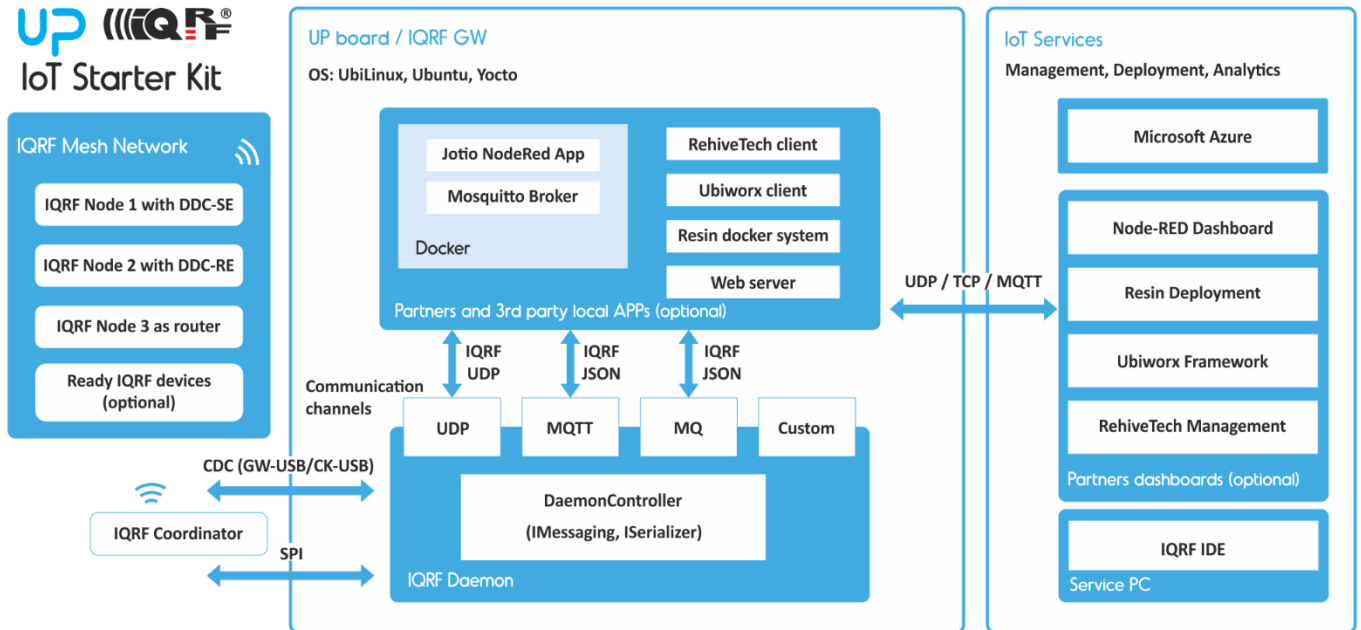 UP IQRF®
IoT Starter Kit
IQRF Mesh Network
IQRF Node 1 with DDC-SE
IQRF Node 2 with DDC-RE
IQRF Node 3 as router
Ready IQRF devices
(optional)
CDC (GW-USB/CK-USB)
IQRF Coordinator
SPI
UP board / IQRF GW
OS: UbiLinux, Ubuntu, Yocto
Jotio NodeRed App
Mosquitto Broker
Docker
RehiveTech client
Ubiworx client
Resin docker system
Web server
Partners and 3rd party local APPs (optional)
IQRF
UDP
IQRF
JSON
IQRF
JSON
Communication
channels
UDP
MQTT
MQ
Custom
DaemonController
(IMessaging, ISerializer)
IQRF Daemon
UDP / TCP / MQTT
IoT Services
Management, Deployment, Analytics
Microsoft Azure
Node-RED Dashboard
Resin Deployment
Ubiworx Framework
RehiveTech Management
Partners dashboards (optional)
IQRF IDE
Service PC